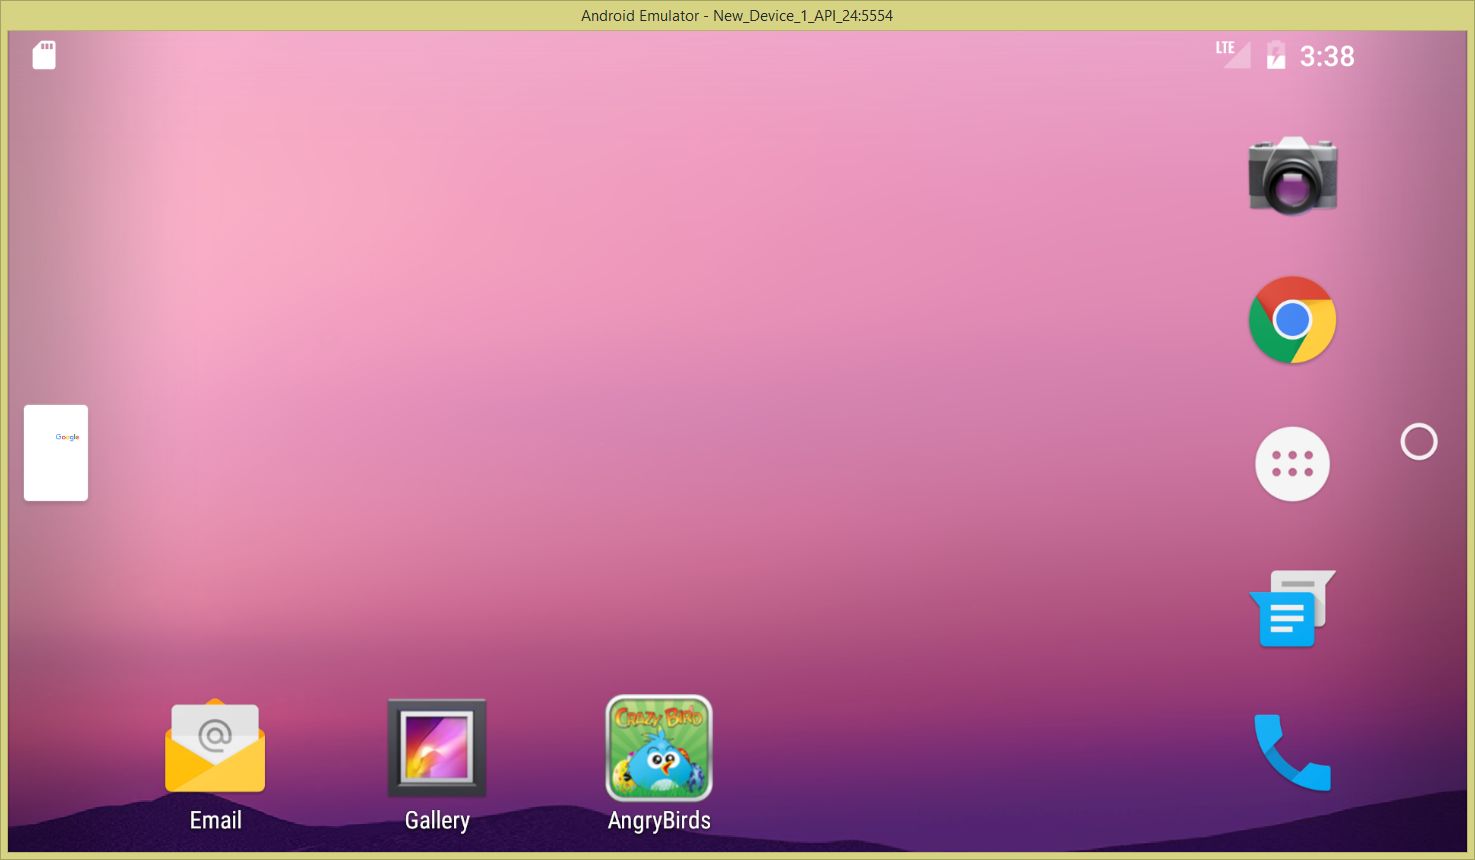 Android Emulator - New_Device_1_API_24:5554
LTE
3:38
Google
@
CRAZY BIRD
Email
Gallery
AngryBirds